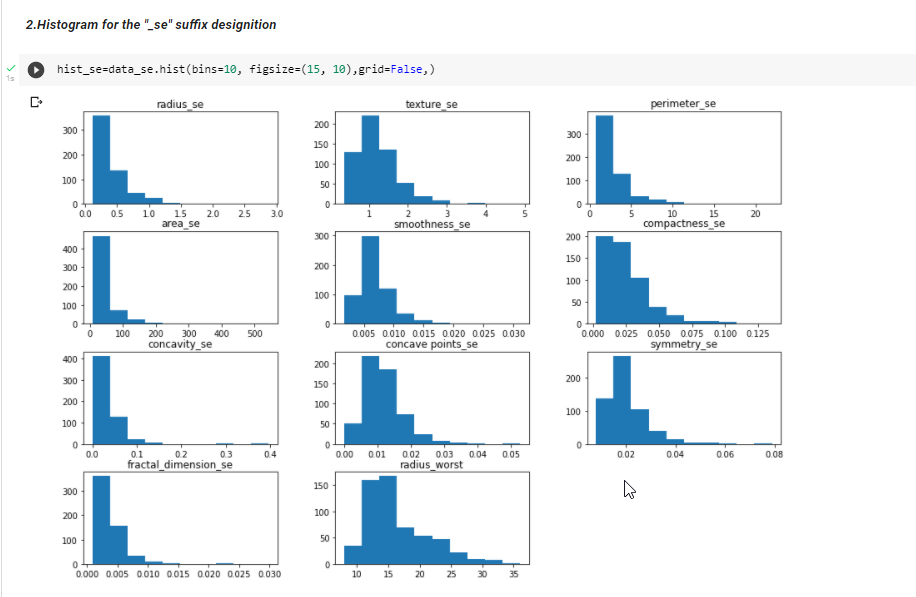 2.Histogram for the "_se" suffix designition
1s
hist_se=data_se.hist(bins=10, figsize=(15, 10),grid=False,)
radius_se texture_se perimeter_se
300 200 300
200 150 200
100 100 100
0 50 0
0
0.0 0.5 1.0 1.5 2.0 2.5 3.0 1 2 3 4 5 0 5 10 15 20
area_se smoothness_se compactness_se
400 300 200
300 200 150
200 100 100
100 0 50
0 0
0 100 200 300 400 500 0.005 0.010 0.015 0.020 0.025 0.030 0.000 0.025 0.050 0.075 0.100 0.125
concavity_se concave points_se symmetry_se
400 200 200
300 150 100
200 100 0
100 50
0 0
0.0 0.1 0.2 0.3 0.4 0.00 0.01 0.02 0.03 0.04 0.05 0.02 0.04 0.06 0.08
fractal_dimension_se radius_worst
300 150
200 100
100 50
0 0
0.000 0.005 0.010 0.015 0.020 0.025 0.030 10 15 20 25 30 35